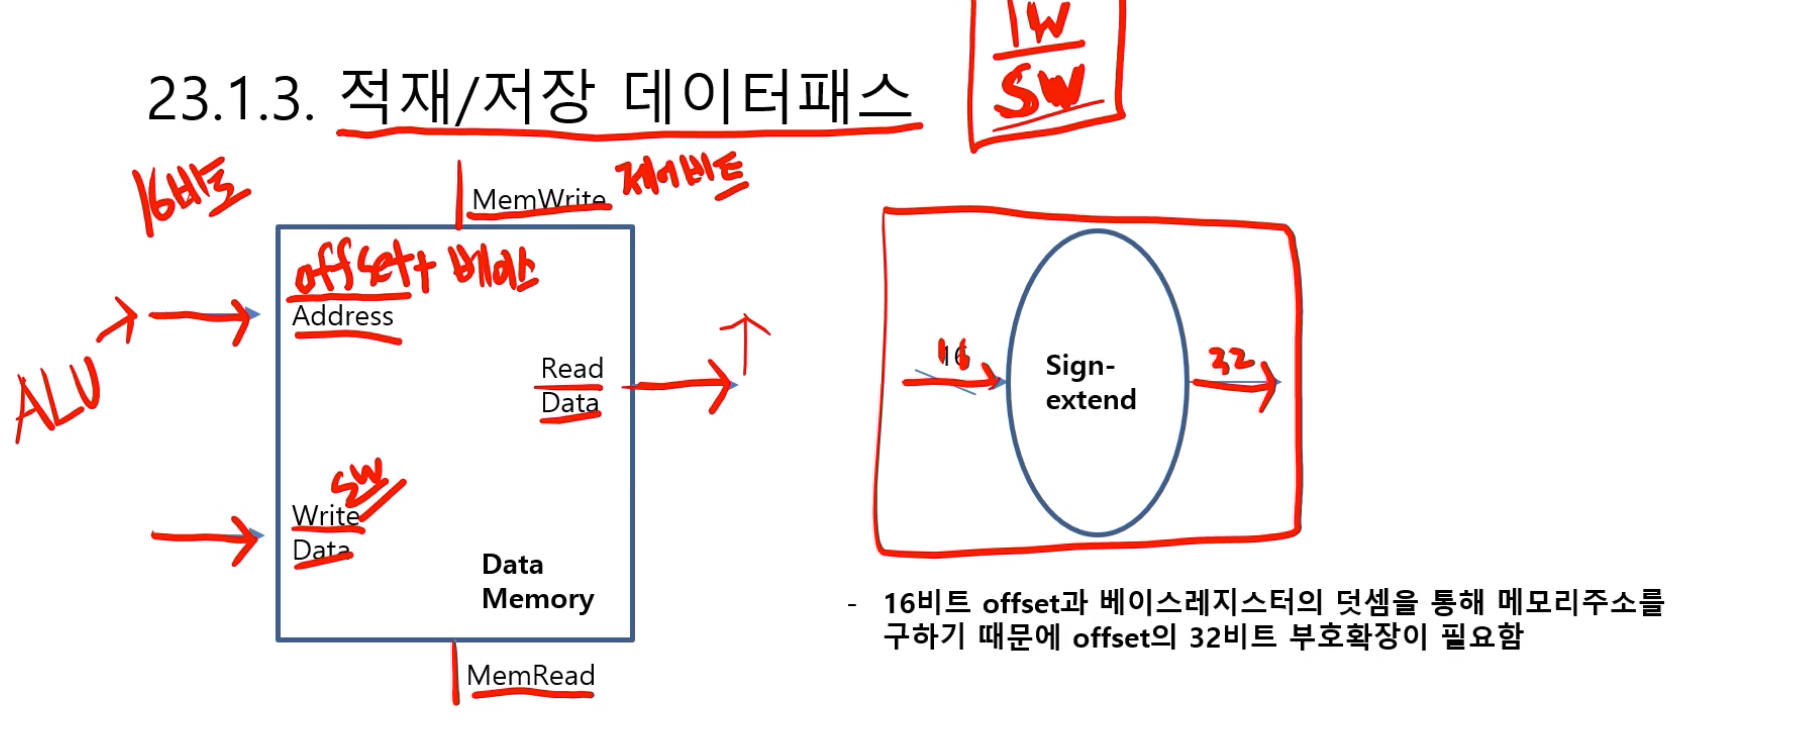 lw
sw
23.1.3. 적재/저장 데이터패스
16비트
MemWrite 제어비트
offset + 베이스
Address
ALU
Read
Data
sw
Write
Data
Data
Memory
MemRead
16
16
Sign-
extend
32
- 16비트 offset과 베이스레지스터의 덧셈을 통해 메모리주소를
구하기 때문에 offset의 32비트 부호확장이 필요함